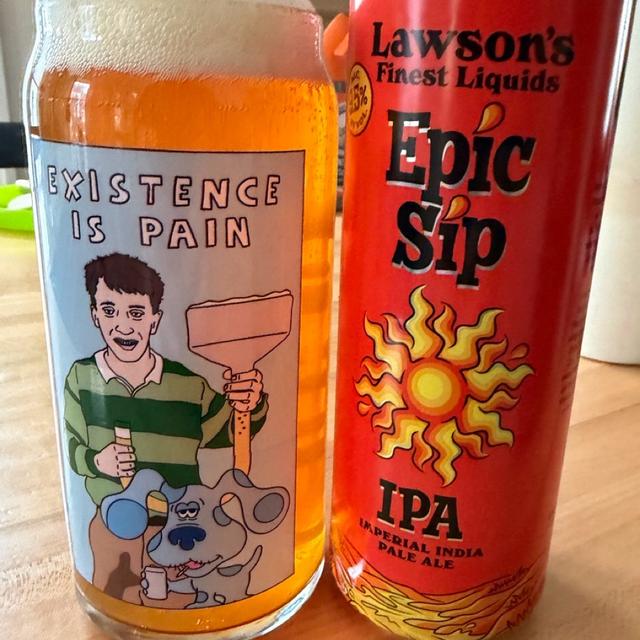 EXISTENCE
IS PAIN
Lawson's
Finest Liquids
Epic
Sip
IPA
IMPERIAL INDIA
PALE ALE